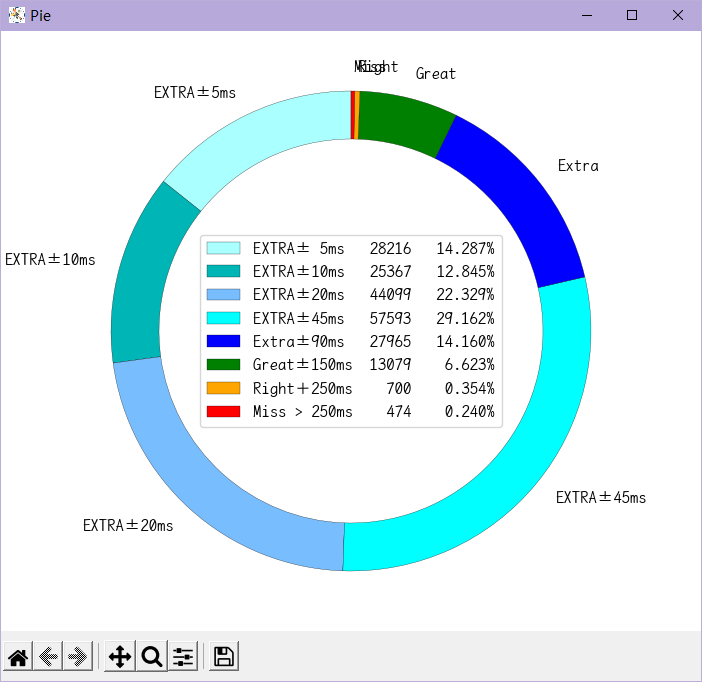 Pie
Miss
Right
Great
EXTRA±5ms
Extra
EXTRA±10ms
EXTRA± 5ms 28216 14.287%
EXTRA±10ms 25367 12.845%
EXTRA±20ms 44099 22.329%
EXTRA±45ms 57593 29.162%
Extra±90ms 27965 14.160%
Great±150ms 13079 6.623%
Right＋250ms 700 0.354%
Miss > 250ms 474 0.240%
EXTRA±45ms
EXTRA±20ms